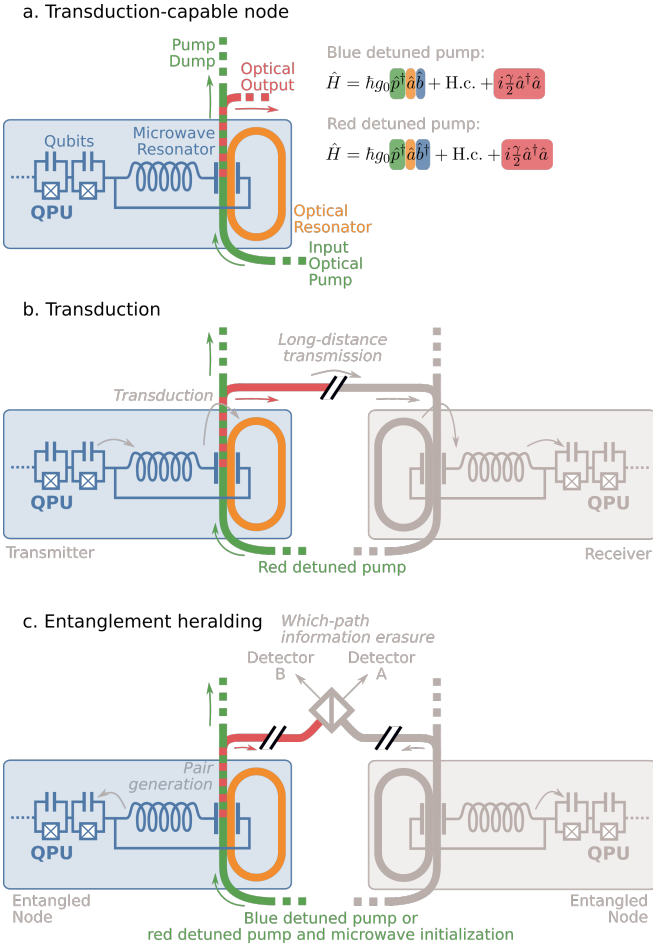 a. Transduction-capable node
Pump
Dump
Optical
Output
Blue detuned pump:
Ĥ = ħg₀p̂†âb̂ + H.c. + i γ/2 â†â
Red detuned pump:
Ĥ = ħg₀p̂†âb̂† + H.c. + i γ/2 â†â
Qubits
Microwave
Resonator
QPU
Optical
Resonator
Input
Optical
Pump
b. Transduction
Long-distance
transmission
Transduction
QPU
QPU
Transmitter
Receiver
Red detuned pump
c. Entanglement heralding
Which-path
information erasure
Detector
B
Detector
A
Pair
generation
QPU
QPU
Entangled
Node
Entangled
Node
Blue detuned pump or
red detuned pump and microwave initialization